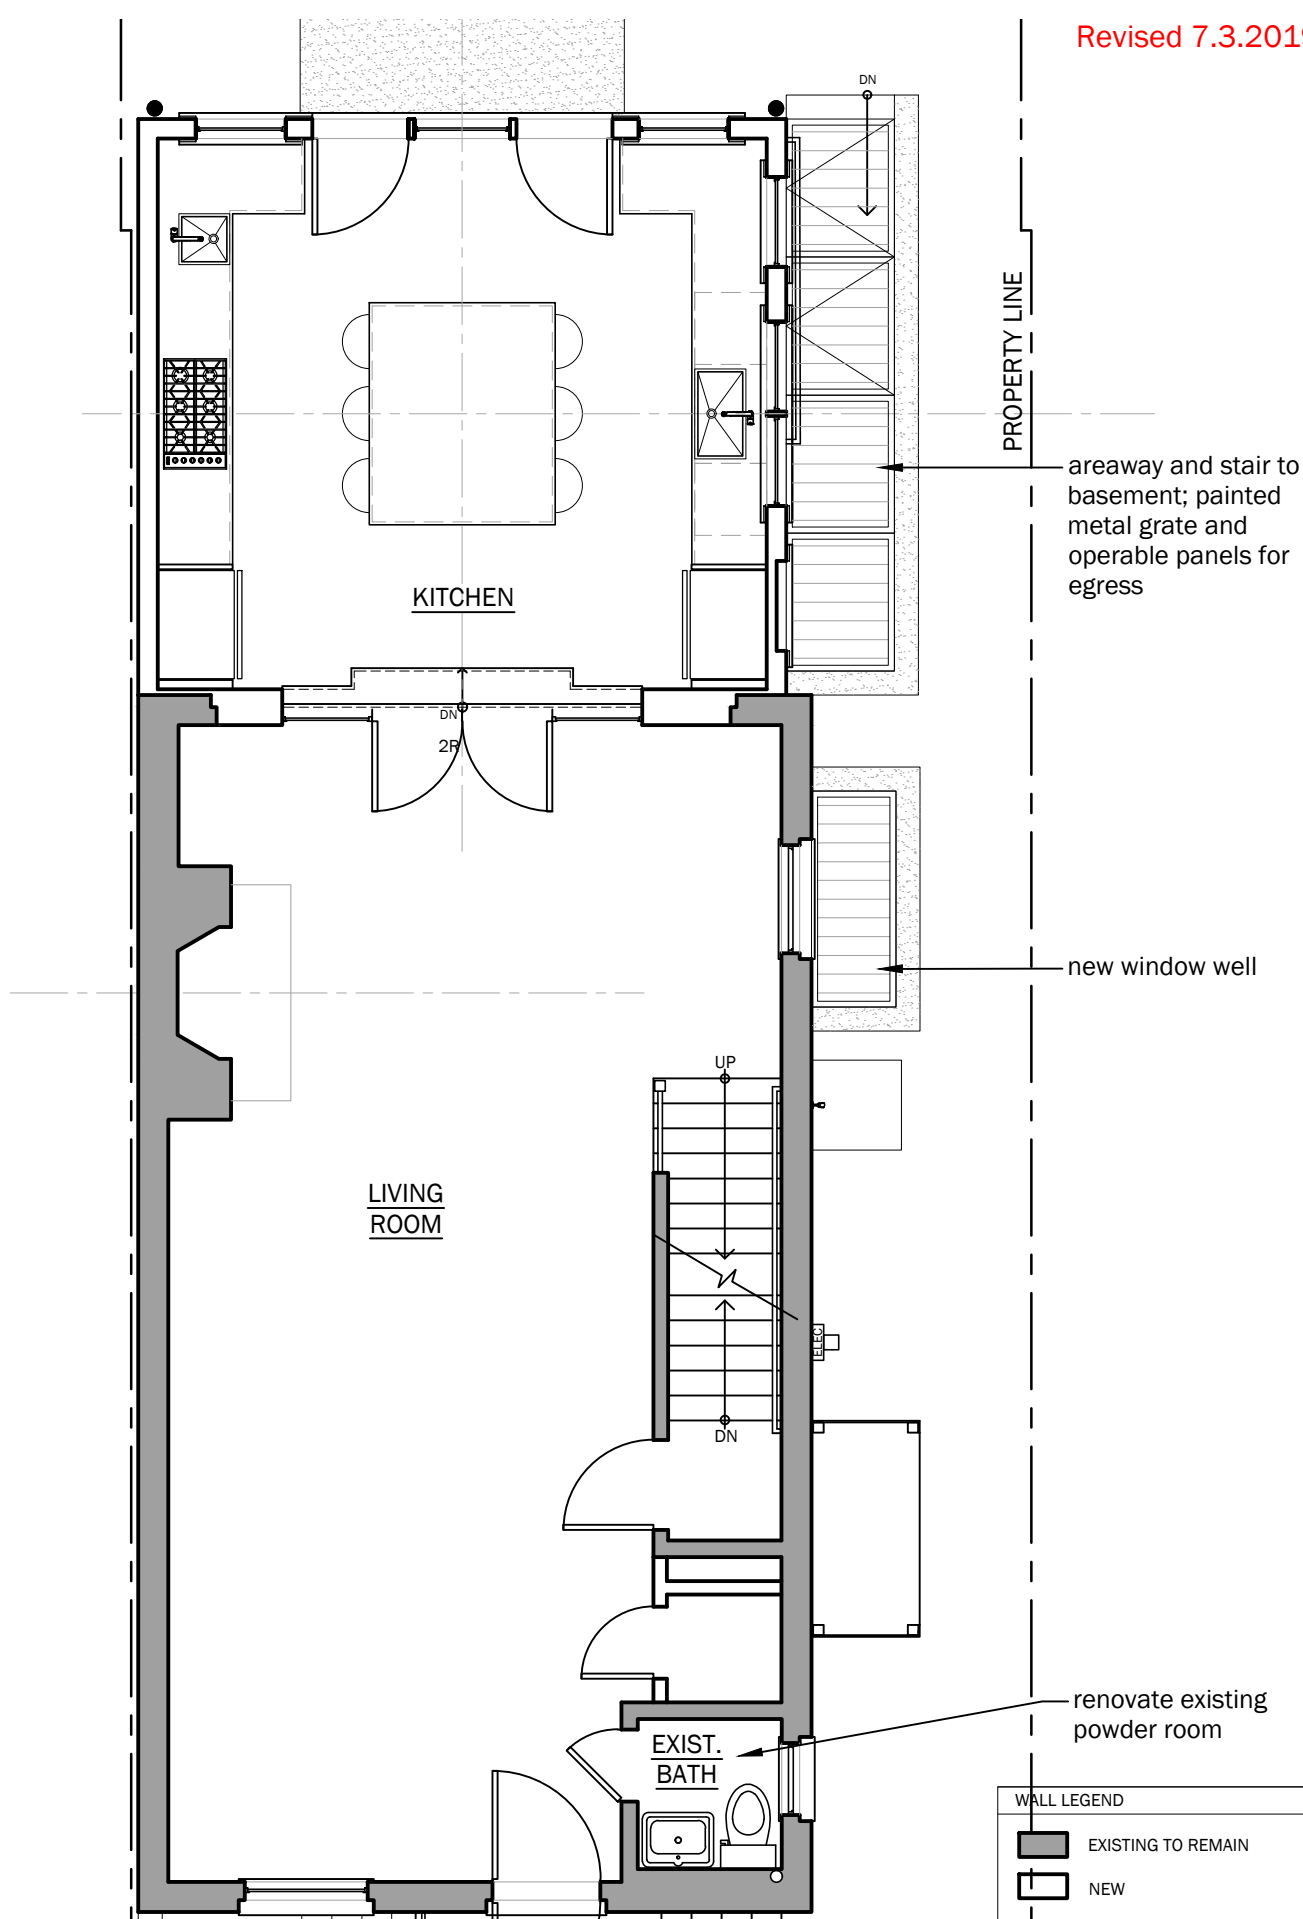 Revised 7.3.201
DN
PROPERTY LINE
areaway and stair to
basement; painted
metal grate and
operable panels for
egress
KITCHEN
DN
2R
new window well
UP
LIVING
ROOM
ELEC
DN
renovate existing
powder room
EXIST.
BATH
WALL LEGEND
EXISTING TO REMAIN
NEW